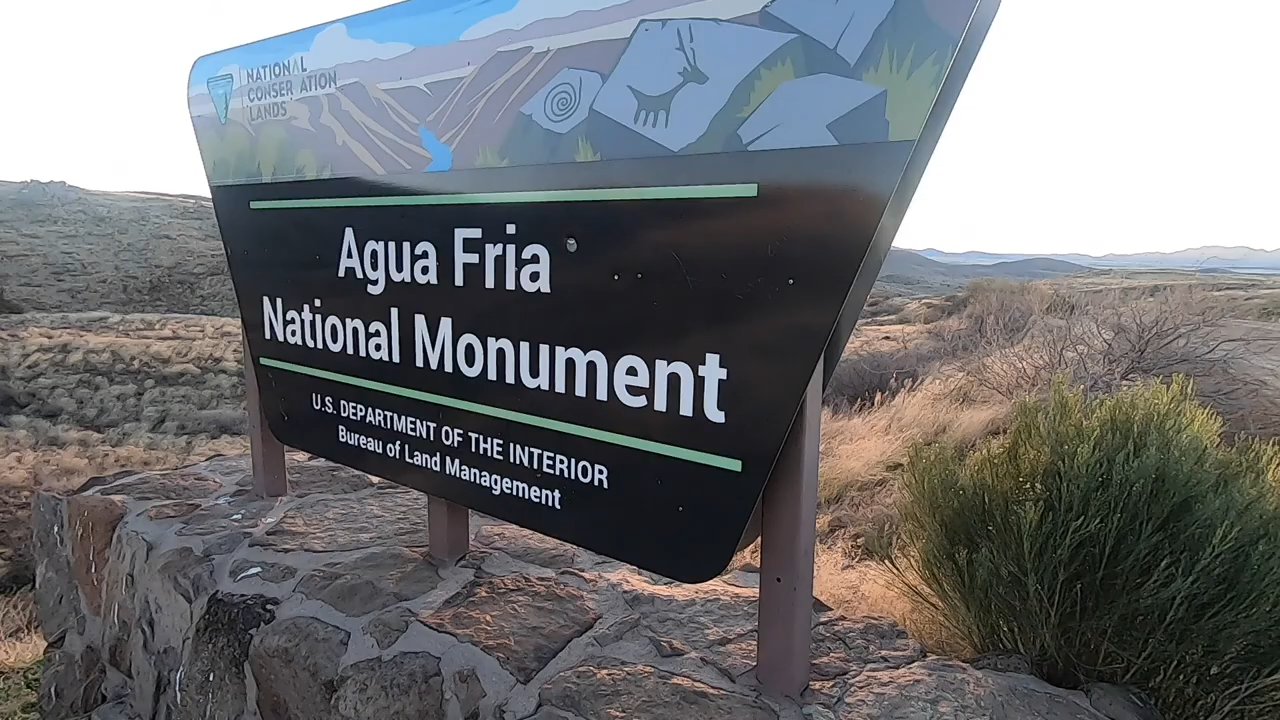 NATIONAL
CONSERVATION
LANDS
Agua Fria
National Monument
U.S. DEPARTMENT OF THE INTERIOR
Bureau of Land Management